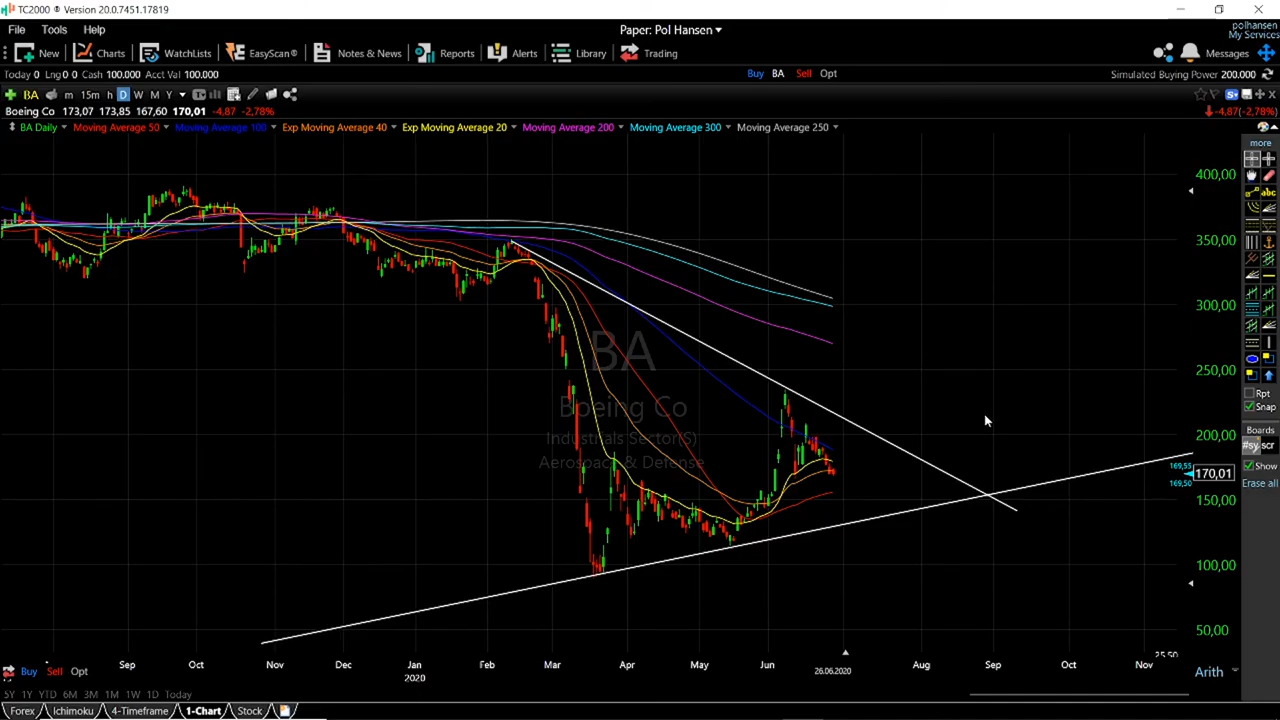 TC2000 ® Version 20.0.7451.17819
File Tools Help Paper: Pol Hansen polhansen
My Services
New Charts WatchLists EasyScan® Notes & News Reports Alerts Library Trading Messages
Today 0 Lng 0 0 Cash 100.000 Acct Val 100.000 Buy BA Sell Opt Simulated Buying Power 200.000
BA m 15m h D W M Y
Boeing Co 173,07 173,85 167,60 170,01 -4,87 -2,78% -4,87(-2,78%)
BA Daily Moving Average 50 Moving Average 100 Exp Moving Average 40 Exp Moving Average 20 Moving Average 200 Moving Average 300 Moving Average 250
more
abc
400,00
350,00
300,00
250,00
200,00
150,00
100,00
50,00
BA
Boeing Co
Industrials Sector(S)
Aerospace & Defense
169,55
170,01
169,50
Rpt
Snap
Boards
#sy scr
Show
Erase all
Sep Oct Nov Dec Jan Feb Mar Apr May Jun Aug Sep Oct Nov
2020 26.06.2020
Buy Sell Opt Arith
5Y 1Y YTD 6M 3M 1M 1W 1D Today
Forex Ichimoku 4-Timeframe 1-Chart Stock